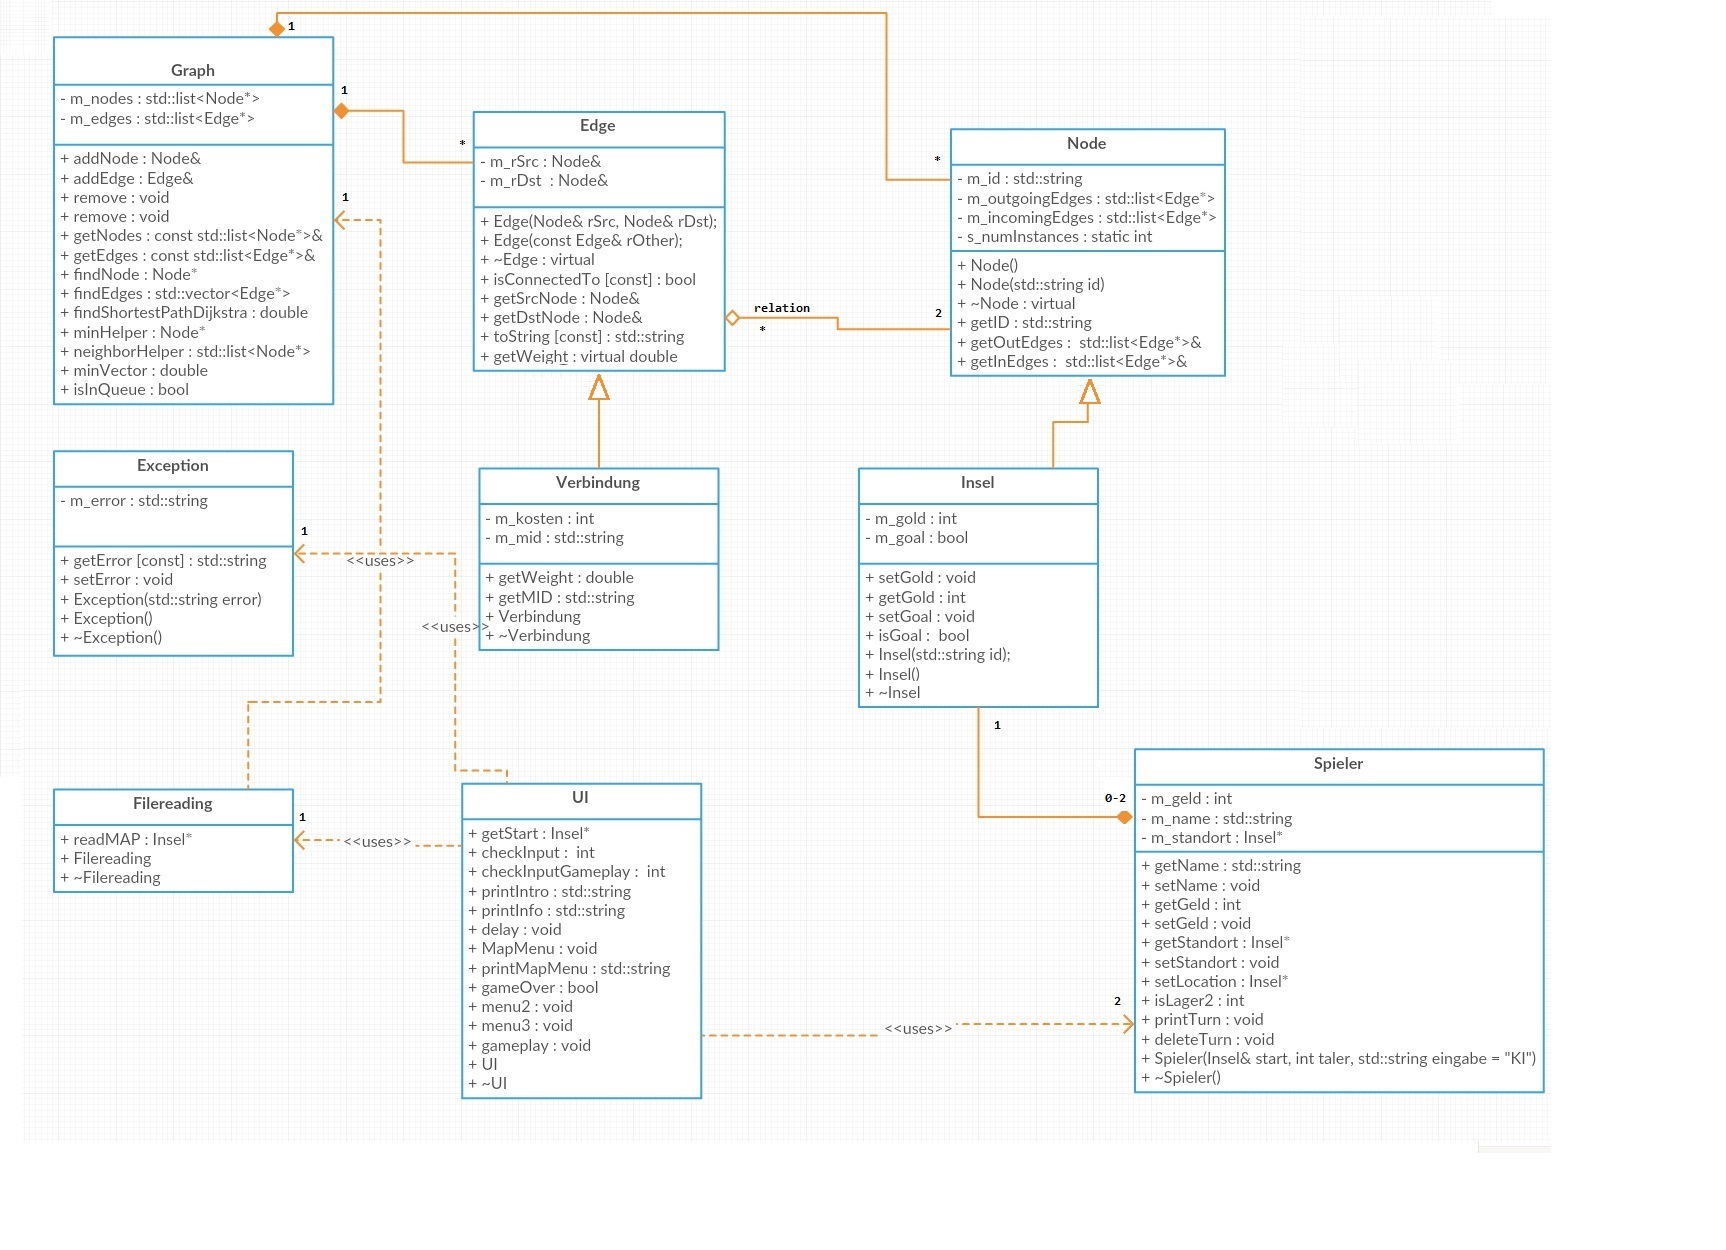 1
Graph
- m_nodes : std::list<Node*>
- m_edges : std::list<Edge*>
+ addNode : Node&
+ addEdge : Edge&
+ remove : void
+ remove : void
+ getNodes : const std::list<Node*>&
+ getEdges : const std::list<Edge*>&
+ findNode : Node*
+ findEdges : std::vector<Edge*>
+ findShortestPathDijkstra : double
+ minHelper : Node*
+ neighborHelper : std::list<Node*>
+ minVector : double
+ isInQueue : bool
1
*
1
Edge
- m_rSrc : Node&
- m_rDst : Node&
+ Edge(Node& rSrc, Node& rDst);
+ Edge(const Edge& rOther);
+ ~Edge : virtual
+ isConnectedTo [const] : bool
+ getSrcNode : Node&
+ getDstNode : Node&
+ toString [const] : std::string
+ getWeight : virtual double
relation
*
2
*
Node
- m_id : std::string
- m_outgoingEdges : std::list<Edge*>
- m_incomingEdges : std::list<Edge*>
- s_numInstances : static int
+ Node()
+ Node(std::string id)
+ ~Node : virtual
+ getID : std::string
+ getOutEdges : std::list<Edge*>&
+ getInEdges : std::list<Edge*>&
Exception
- m_error : std::string
+ getError [const] : std::string
+ setError : void
+ Exception(std::string error)
+ Exception()
+ ~Exception()
1
<<uses>>
<<uses>>
Verbindung
- m_kosten : int
- m_mid : std::string
+ getWeight : double
+ getMID : std::string
+ Verbindung
+ ~Verbindung
Insel
- m_gold : int
- m_goal : bool
+ setGold : void
+ getGold : int
+ setGoal : void
+ isGoal : bool
+ Insel(std::string id);
+ Insel()
+ ~Insel
1
0-2
Filereading
+ readMAP : Insel*
+ Filereading
+ ~Filereading
1
<<uses>>
UI
+ getStart : Insel*
+ checkInput : int
+ checkInputGameplay : int
+ printIntro : std::string
+ printInfo : std::string
+ delay : void
+ MapMenu : void
+ printMapMenu : std::string
+ gameOver : bool
+ menu2 : void
+ menu3 : void
+ gameplay : void
+ UI
+ ~UI
<<uses>>
2
Spieler
- m_geld : int
- m_name : std::string
- m_standort : Insel*
+ getName : std::string
+ setName : void
+ getGeld : int
+ setGeld : void
+ getStandort : Insel*
+ setStandort : void
+ setLocation : Insel*
+ isLager2 : int
+ printTurn : void
+ deleteTurn : void
+ Spieler(Insel& start, int taler, std::string eingabe = "KI")
+ ~Spieler()